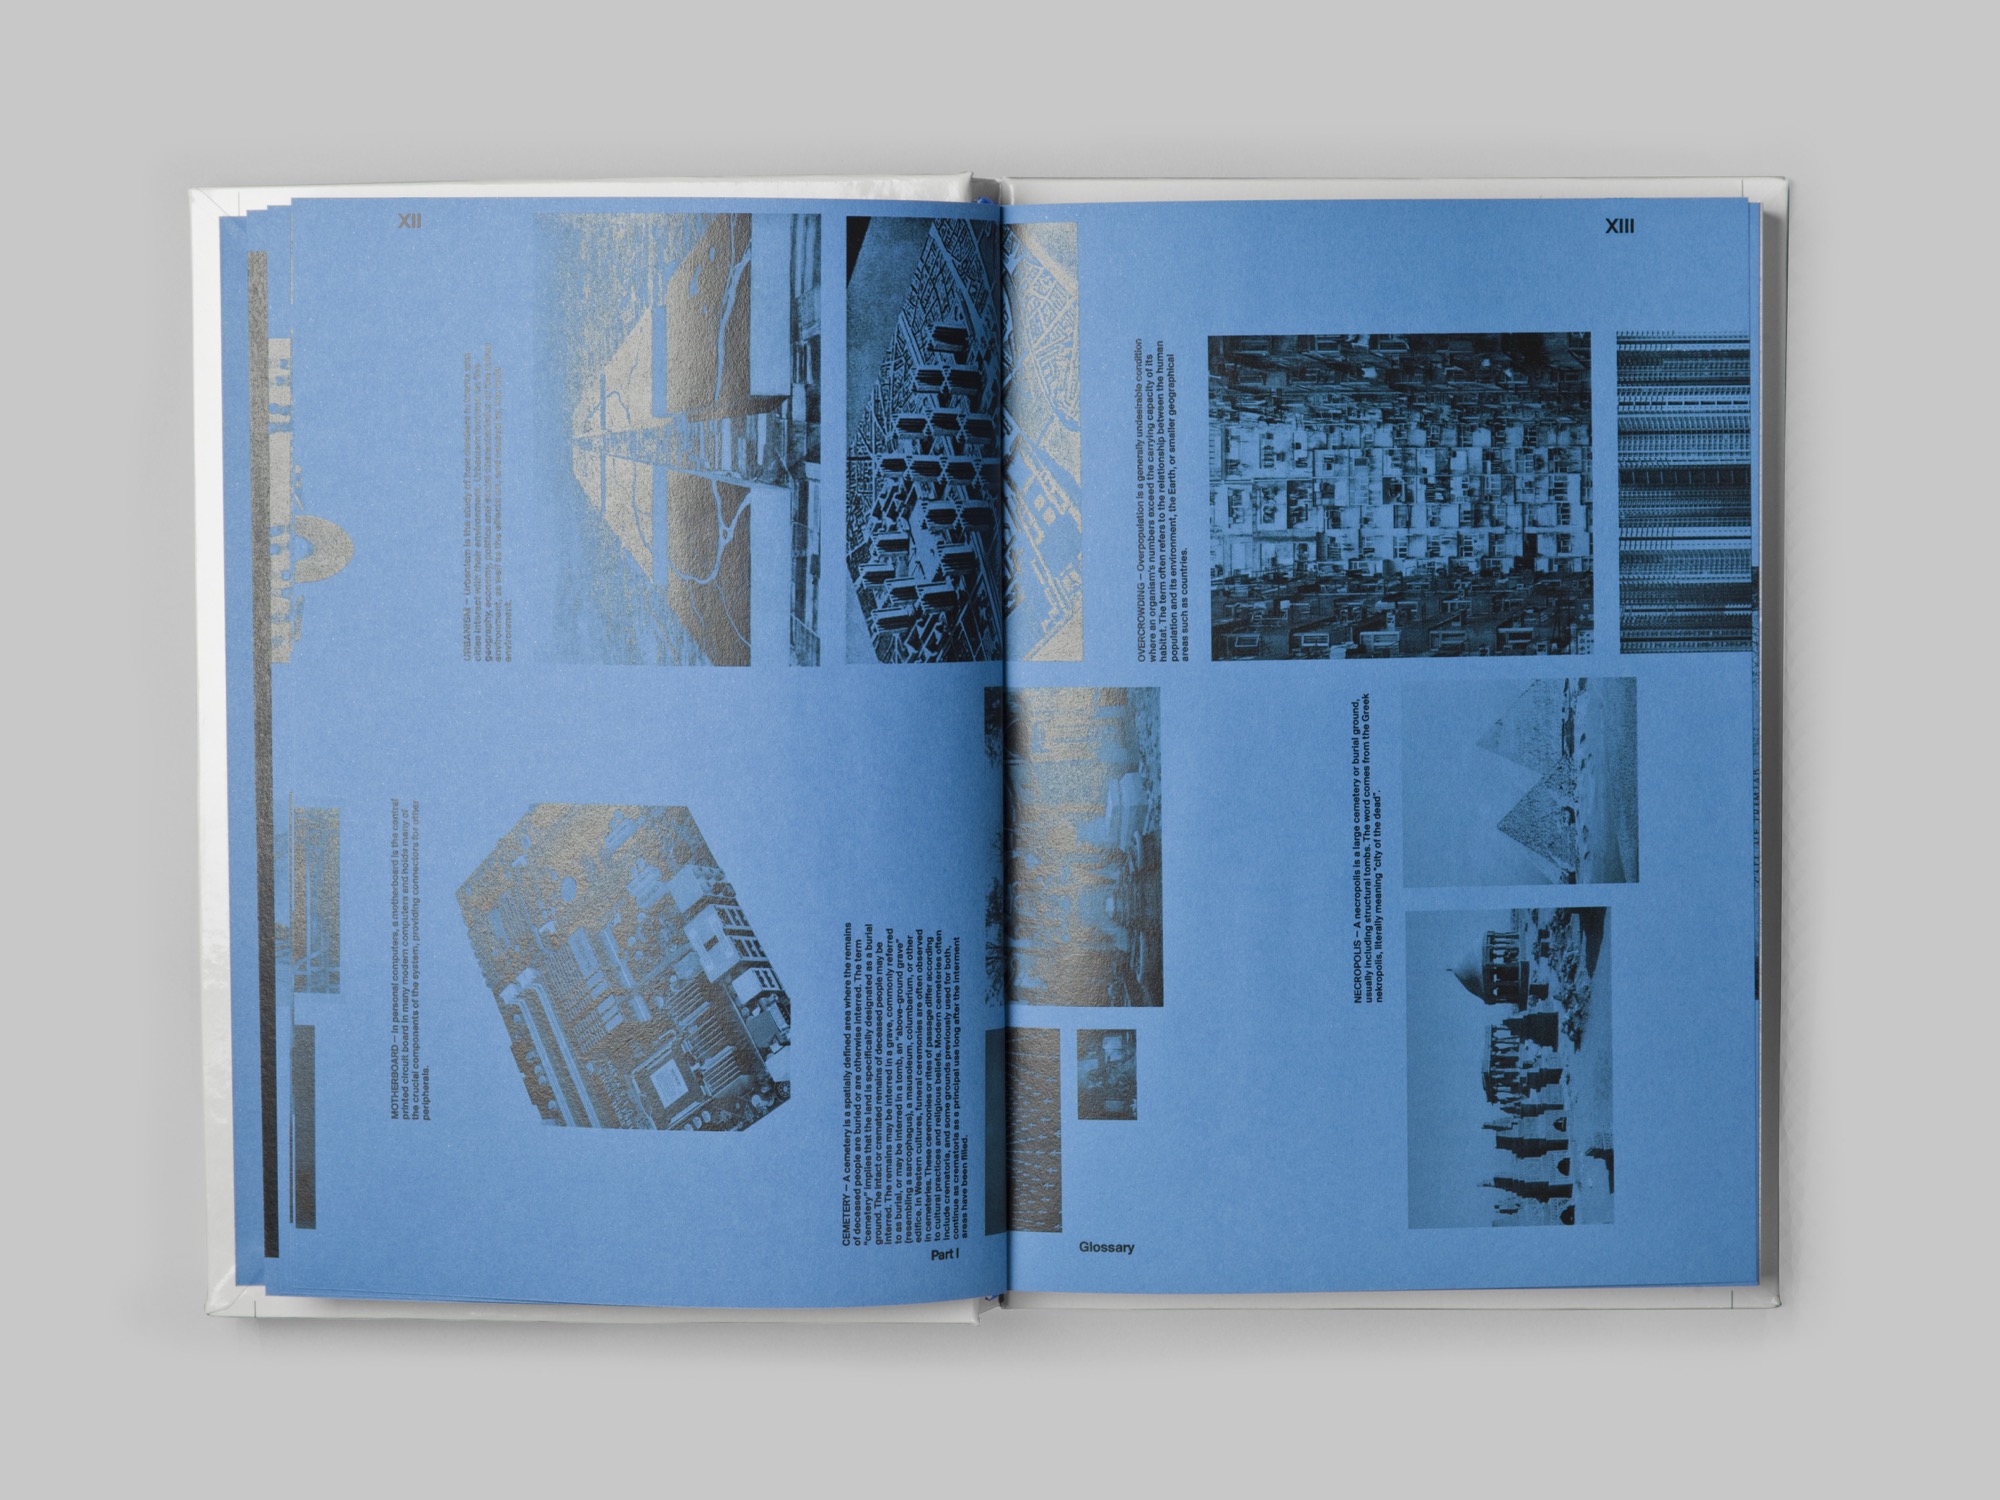 XII
XIII
URBANISM – Urbanism is the study of how inhabitants of towns and
cities interact with their
geography, economy, politics and social
environment, as well as the effects on, and caused by, the built
environment.
MOTHERBOARD – In personal computers, a motherboard is the central
printed circuit board in many modern computers and holds many of
the crucial components of the system, providing connectors for other
peripherals.
CEMETERY – A cemetery is a spatially defined area where the remains
of deceased people are buried or are otherwise interred. The term
"cemetery" implies that the land is specifically designated as a burial
ground. The intact or cremated remains of deceased people may be
interred. The remains may be interred in a grave, commonly referred
to as burial, or may be interred in a tomb, an "above-ground grave"
(resembling a sarcophagus), a mausoleum, columbarium, or other
edifice. In Western cultures, funeral ceremonies are often observed
in cemeteries. These ceremonies or rites of passage differ according
to cultural practices and religious beliefs. Modern cemeteries often
include crematoria, and some grounds previously used for both,
continue as crematoria as a principal use long after the interment
areas have been filled.
Part I
OVERCROWDING – Overpopulation is a generally undesirable condition
where an organism's numbers exceed the carrying capacity of its
habitat. The term often refers to the relationship between the human
population and its environment, the Earth, or smaller geographical
areas such as countries.
NECROPOLIS – A necropolis is a large cemetery or burial ground,
usually including structural tombs. The word comes from the Greek
nekropolis, literally meaning "city of the dead".
Glossary